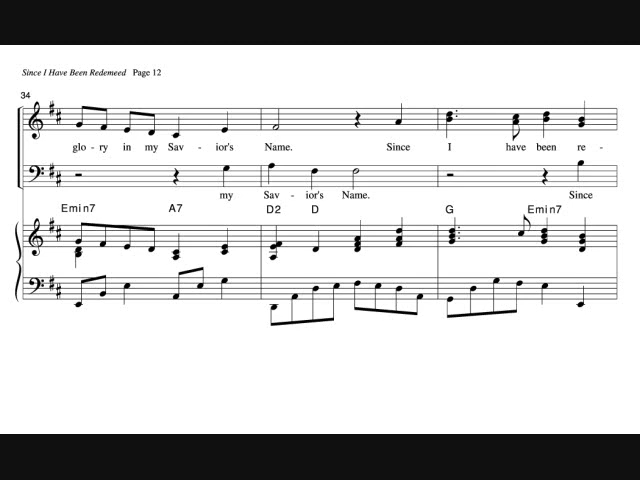 Since I Have Been Redemeed Page 12
34
glo - ry in my Sav - ior's Name. Since I have been re -
my Sav - ior's Name. Since
Emin7 A7 D2 D G Emin7